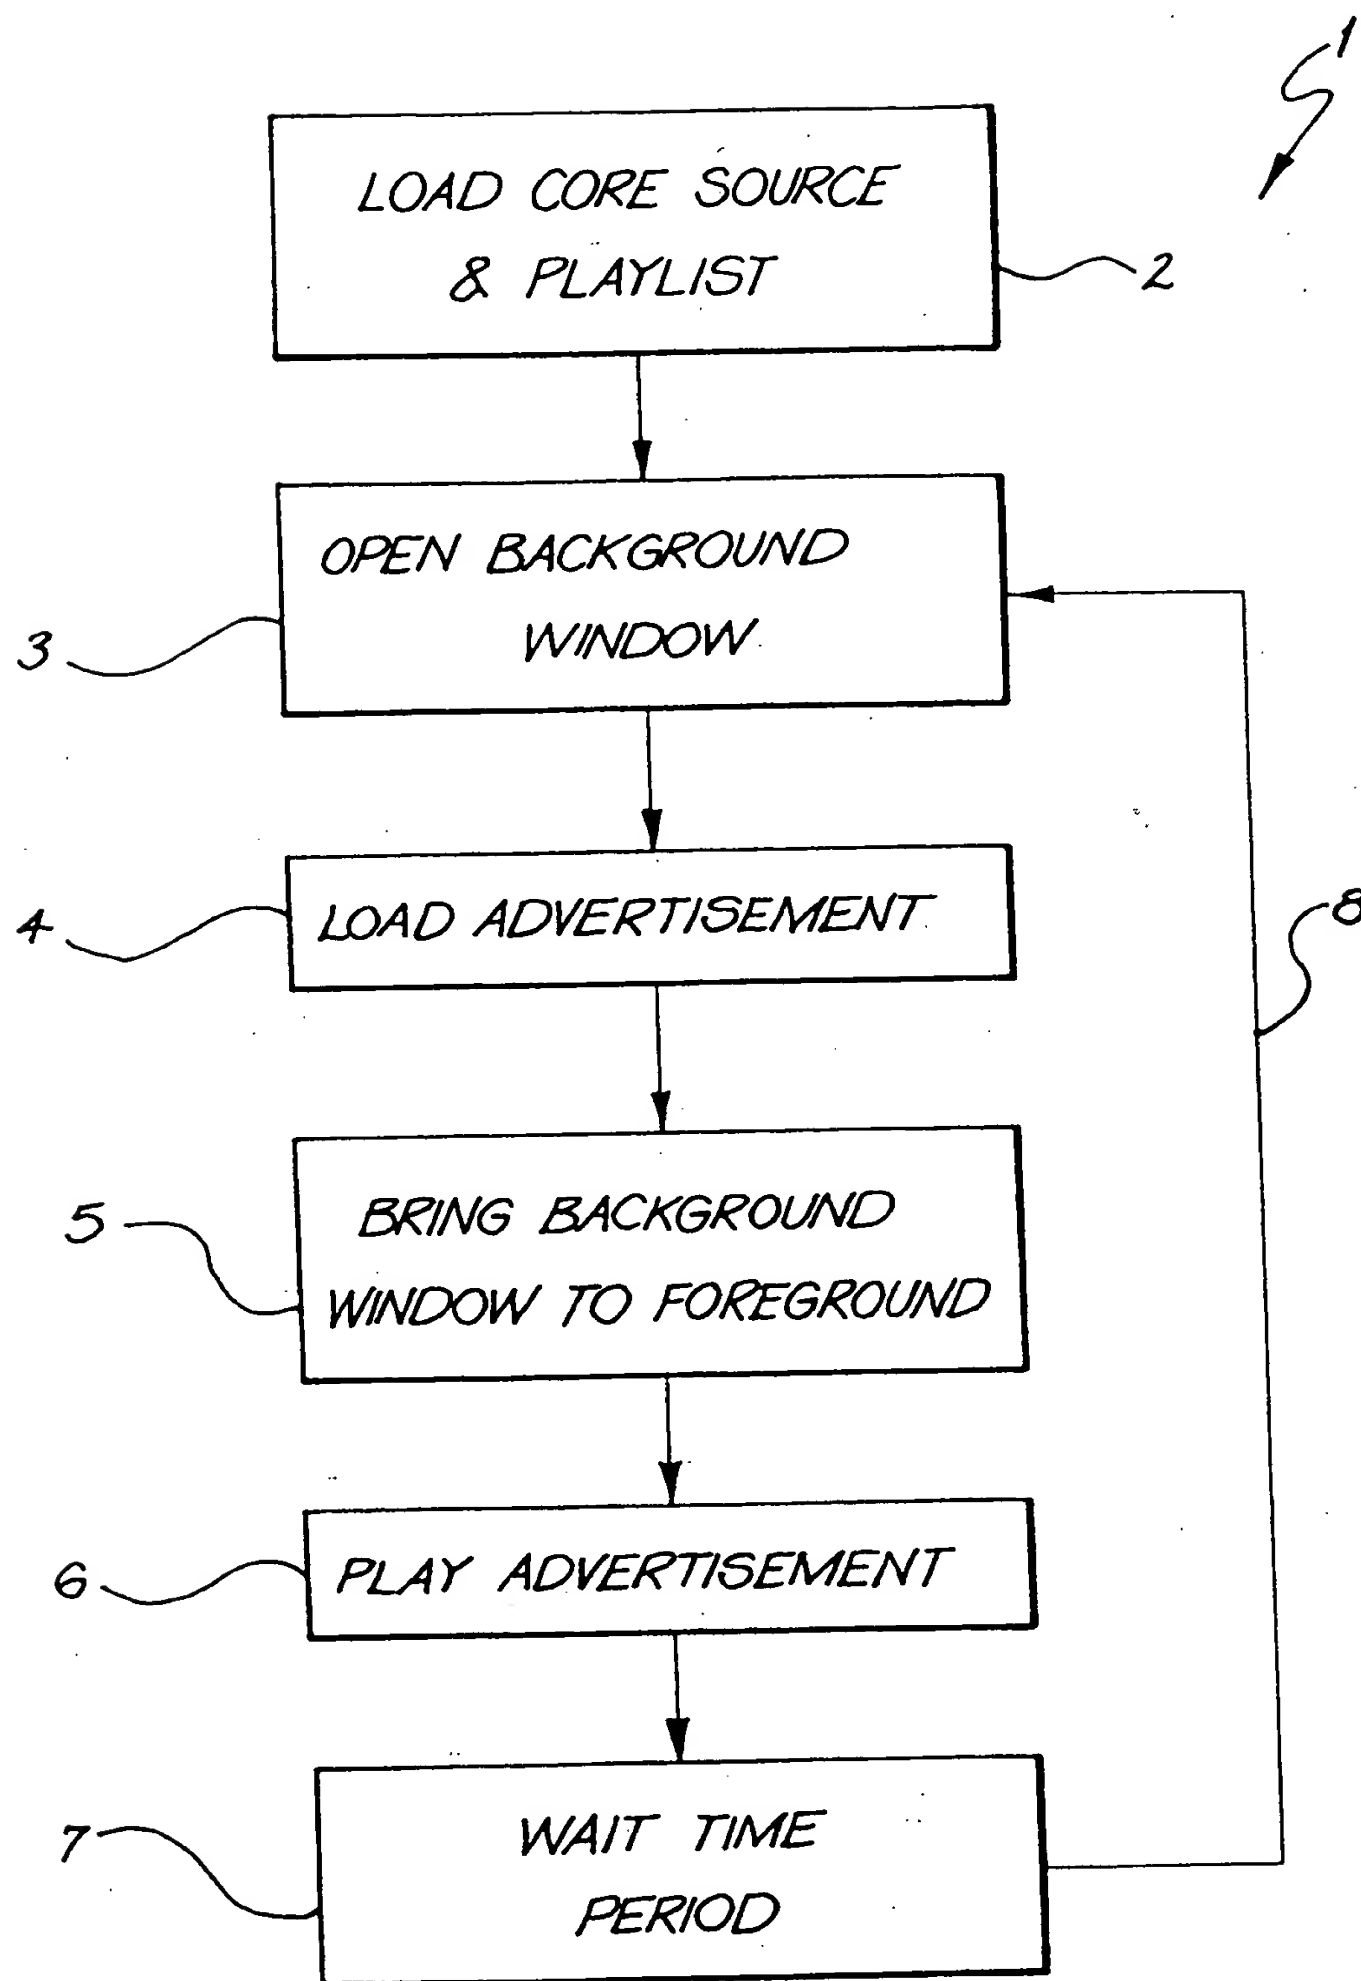 1
LOAD CORE SOURCE
& PLAYLIST
2
OPEN BACKGROUND
WINDOW
3
LOAD ADVERTISEMENT
4
8
BRING BACKGROUND
WINDOW TO FOREGROUND
5
PLAY ADVERTISEMENT
6
WAIT TIME
PERIOD
7